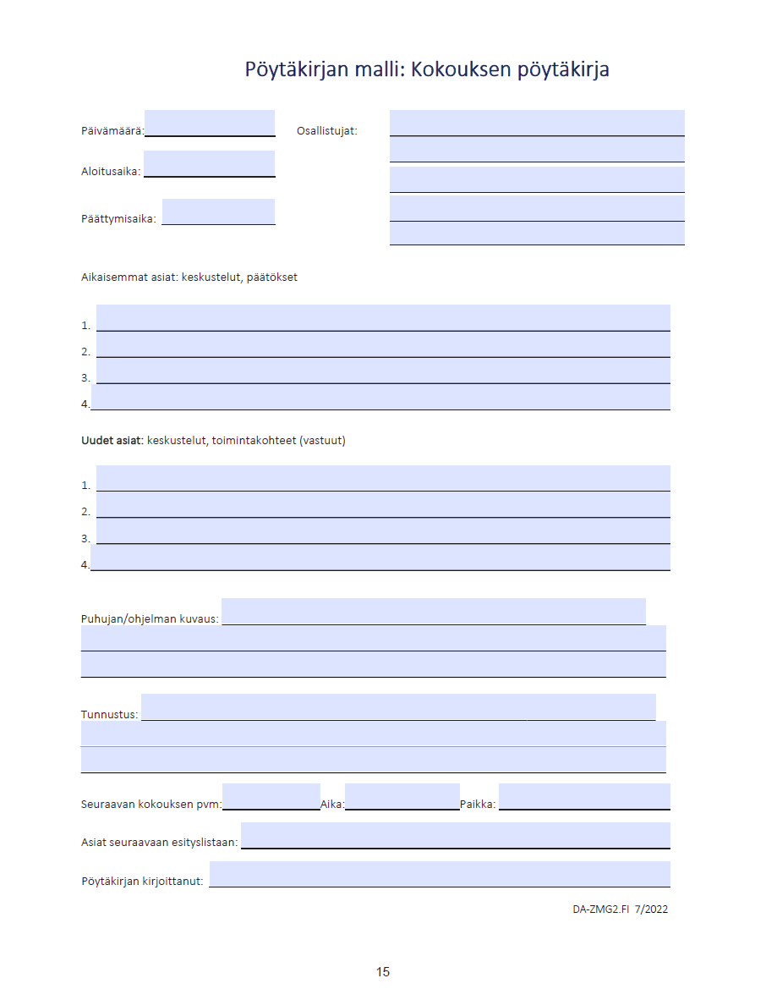 Pöytäkirjan malli: Kokouksen pöytäkirja
Päivämäärä: Osallistujat:
Aloitusaika:
Päättymisaika:
Aikaisemmat asiat: keskustelut, päätökset
1.
2.
3.
4.
Uudet asiat: keskustelut, toimintakohteet (vastuut)
1.
2.
3.
4.
Puhujan/ohjelman kuvaus:
Tunnustus:
Seuraavan kokouksen pvm: Aika: Paikka:
Asiat seuraavaan esityslistaan:
Pöytäkirjan kirjoittanut:
DA-ZMG2.FI 7/2022
15